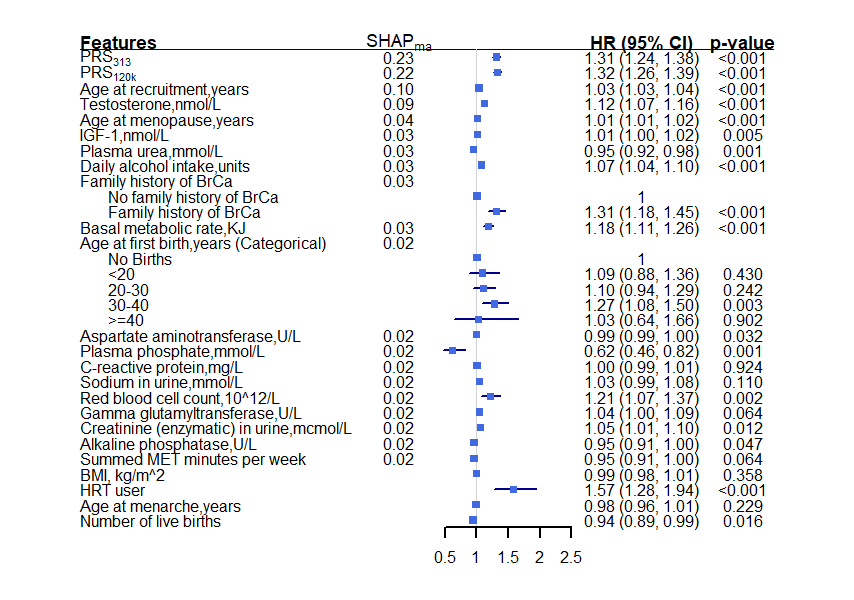 Features SHAPma HR (95% CI) p-value
PRS313 0.23 1.31 (1.24, 1.38) <0.001
PRS120k 0.22 1.32 (1.26, 1.39) <0.001
Age at recruitment,years 0.10 1.03 (1.03, 1.04) <0.001
Testosterone,nmol/L 0.09 1.12 (1.07, 1.16) <0.001
Age at menopause,years 0.04 1.01 (1.01, 1.02) <0.001
IGF-1,nmol/L 0.03 1.01 (1.00, 1.02) 0.005
Plasma urea,mmol/L 0.03 0.95 (0.92, 0.98) 0.001
Daily alcohol intake,units 0.03 1.07 (1.04, 1.10) <0.001
Family history of BrCa 0.03
No family history of BrCa 1
Family history of BrCa 1.31 (1.18, 1.45) <0.001
Basal metabolic rate,KJ 0.03 1.18 (1.11, 1.26) <0.001
Age at first birth,years (Categorical) 0.02
No Births 1
<20 1.09 (0.88, 1.36) 0.430
20-30 1.10 (0.94, 1.29) 0.242
30-40 1.27 (1.08, 1.50) 0.003
>=40 1.03 (0.64, 1.66) 0.902
Aspartate aminotransferase,U/L 0.02 0.99 (0.99, 1.00) 0.032
Plasma phosphate,mmol/L 0.02 0.62 (0.46, 0.82) 0.001
C-reactive protein,mg/L 0.02 1.00 (0.99, 1.01) 0.924
Sodium in urine,mmol/L 0.02 1.03 (0.99, 1.08) 0.110
Red blood cell count,10^12/L 0.02 1.21 (1.07, 1.37) 0.002
Gamma glutamyltransferase,U/L 0.02 1.04 (1.00, 1.09) 0.064
Creatinine (enzymatic) in urine,mcmol/L 0.02 1.05 (1.01, 1.10) 0.012
Alkaline phosphatase,U/L 0.02 0.95 (0.91, 1.00) 0.047
Summed MET minutes per week 0.02 0.95 (0.91, 1.00) 0.064
BMI, kg/m^2 0.99 (0.98, 1.01) 0.358
HRT user 1.57 (1.28, 1.94) <0.001
Age at menarche,years 0.98 (0.96, 1.01) 0.229
Number of live births 0.94 (0.89, 0.99) 0.016
0.5 1 1.5 2 2.5